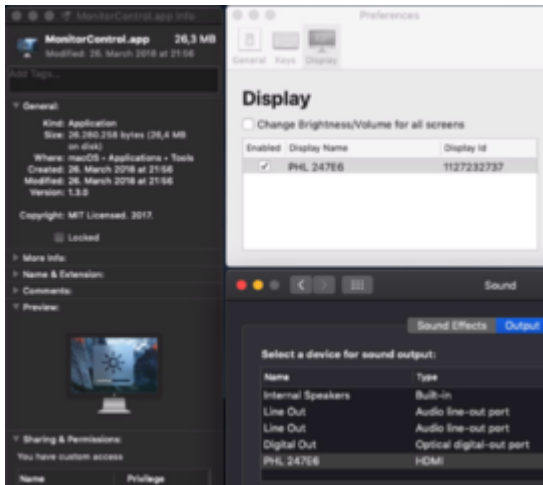 MonitorControl.app Info
MonitorControl.app 26,3 MB
Modified: 26. March 2018 at 21:56
Add Tags...
General:
Kind: Application
Size: 26.260.258 bytes (26,4 MB
on disk)
Where: macOS • Applications • Tools
Created: 26. March 2018 at 21:56
Modified: 26. March 2018 at 21:56
Version: 1.3.0
Copyright: MIT Licensed. 2017.
Locked
More Info:
Name & Extension:
Comments:
Preview:
Sharing & Permissions:
You have custom access
Name Privilege
Preferences
General Keys Display
Display
Change Brightness/Volume for all screens
Enabled Display Name Display Id
PHL 247E6 1127232737
Sound
Sound Effects Output
Select a device for sound output:
Name Type
Internal Speakers Built-in
Line Out Audio line-out port
Line Out Audio line-out port
Digital Out Optical digital-out port
PHL 247E6 HDMI